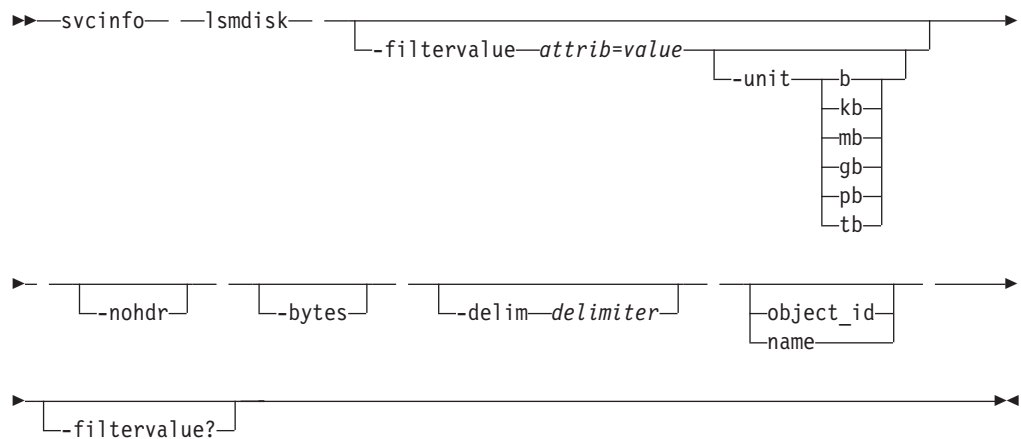 svcinfo lsmdisk
-filtervalue attrib=value
-unit b
kb
mb
gb
pb
tb
-nohdr -bytes -delim delimiter object_id
name
-filtervalue?